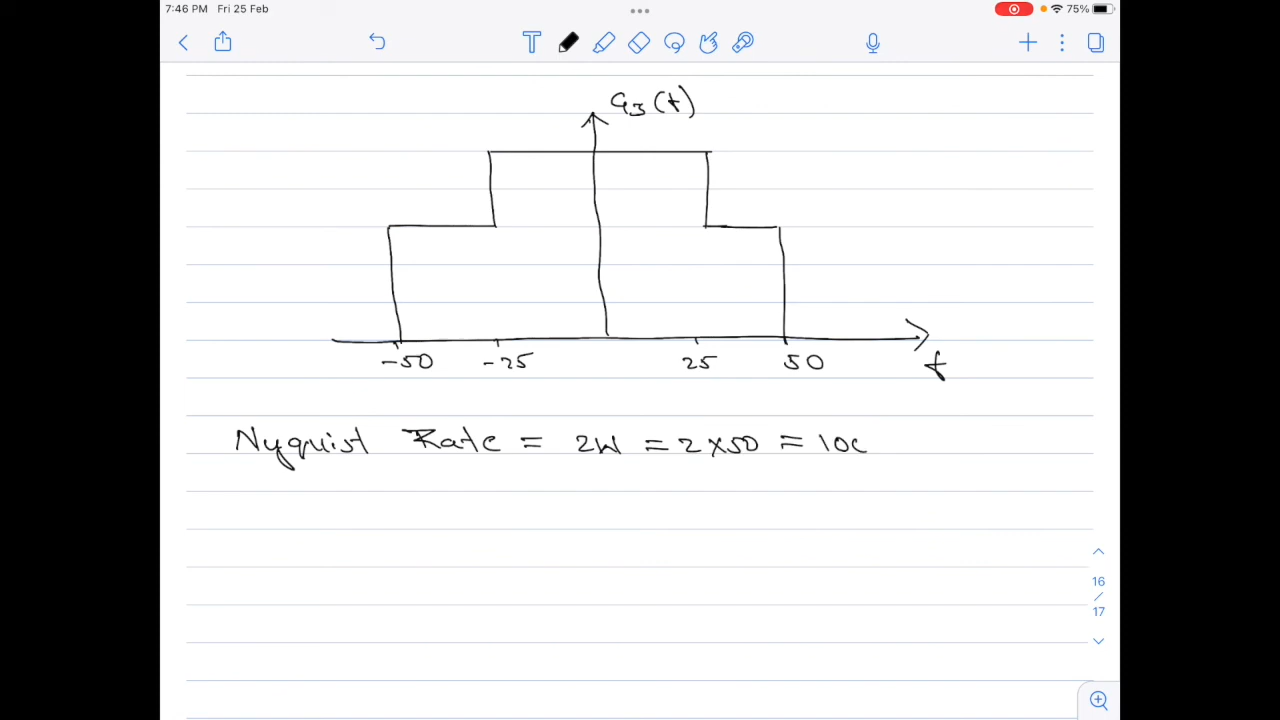 7:46 PM Fri 25 Feb 75%
T
G3(f)
-50 -25 25 50
f
Nyquist Rate = 2W = 2×50 = 100
16
/
17